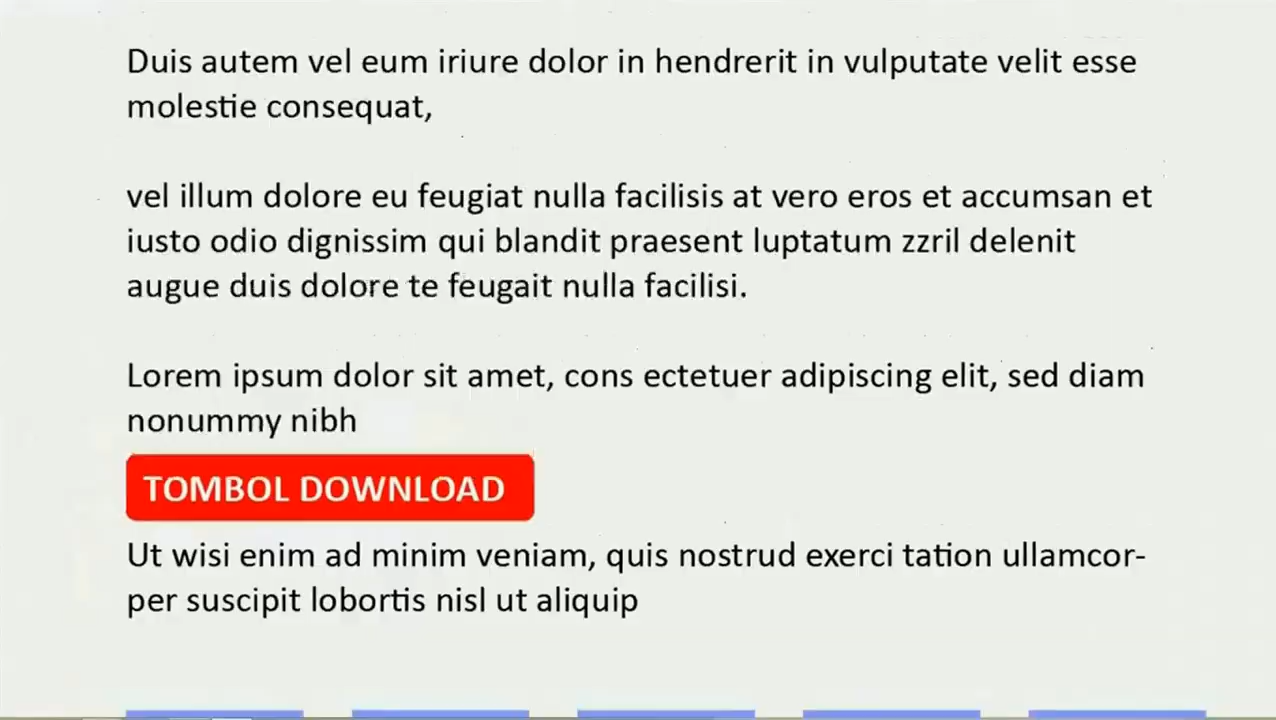 Duis autem vel eum iriure dolor in hendrerit in vulputate velit esse
molestie consequat,
vel illum dolore eu feugiat nulla facilisis at vero eros et accumsan et
iusto odio dignissim qui blandit praesent luptatum zzril delenit
augue duis dolore te feugait nulla facilisi.
Lorem ipsum dolor sit amet, cons ectetuer adipiscing elit, sed diam
nonummy nibh
TOMBOL DOWNLOAD
Ut wisi enim ad minim veniam, quis nostrud exerci tation ullamcor-
per suscipit lobortis nisl ut aliquip